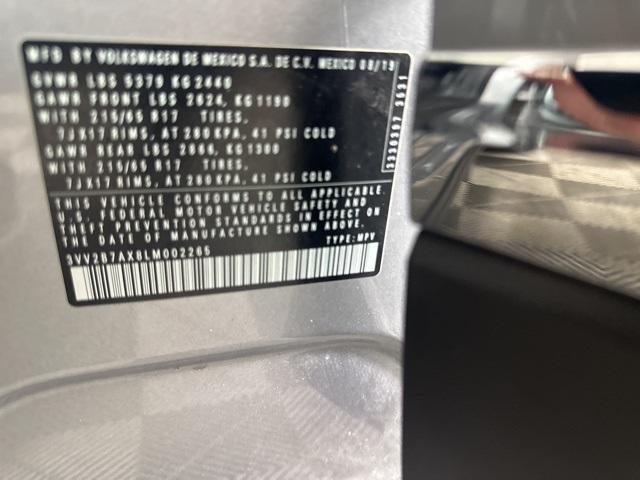 MFD BY VOLKSWAGEN DE MEXICO S.A. DE C.V. MEXICO 08/19
GVWR LBS 5379 KG 2440
GAWR FRONT LBS 2624, KG 1190
WITH 215/65 R17 TIRES,
7JX17 RIMS, AT 280 KPA, 41 PSI COLD
GAWR REAR LBS 2866, KG 1300
WITH 215/65 R17 TIRES,
7JX17 RIMS, AT 280 KPA, 41 PSI COLD
THIS VEHICLE CONFORMS TO ALL APPLICABLE
U.S. FEDERAL MOTOR VEHICLE SAFETY AND
THEFT PREVENTION STANDARDS IN EFFECT ON
THE DATE OF MANUFACTURE SHOWN ABOVE.
3VV2B7AX8LM002265 TYPE: MPV